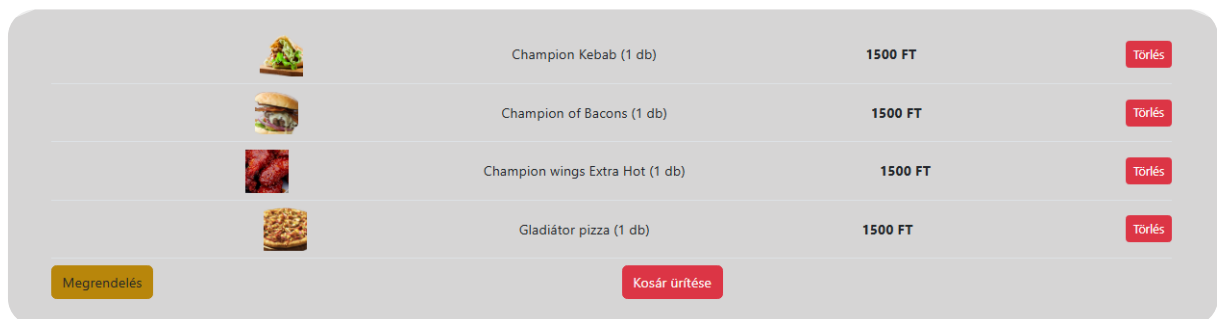 Champion Kebab (1 db) 1500 FT Törlés
Champion of Bacons (1 db) 1500 FT Törlés
Champion wings Extra Hot (1 db) 1500 FT Törlés
Gladiátor pizza (1 db) 1500 FT Törlés
Megrendelés Kosár ürítése